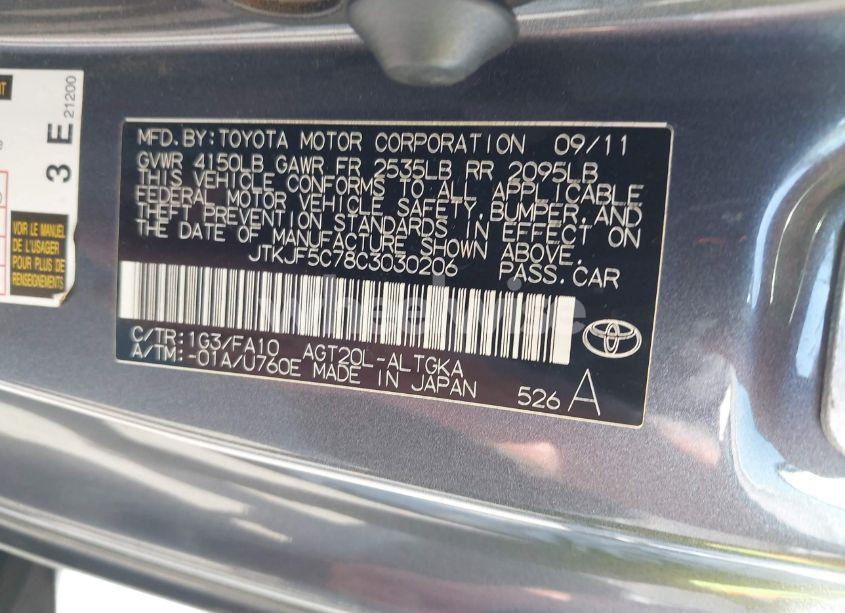 3 E
21200
VOIR LE MANUEL
DE L'USAGER
POUR PLUS DE
RENSEIGNEMENTS
MFD.BY:TOYOTA MOTOR CORPORATION 09/11
GVWR 4150LB GAWR FR 2535LB RR 2095LB
THIS VEHICLE CONFORMS TO ALL APPLICABLE
FEDERAL MOTOR VEHICLE SAFETY,BUMPER,AND
THEFT PREVENTION STANDARDS IN EFFECT ON
THE DATE OF MANUFACTURE SHOWN ABOVE.
JTKJF5C78C3030206 PASS.CAR
wheelwise
C/TR:1G3/FA10 AGT20L-ALTGKA
A/TM:-01A/U760E MADE IN JAPAN
526 A